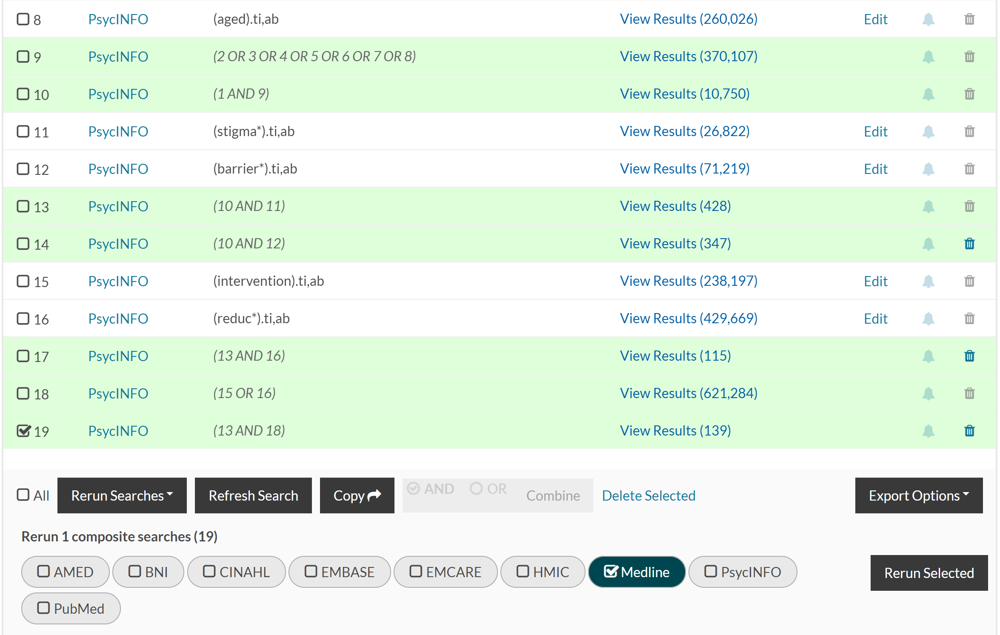 8 PsycINFO (aged).ti,ab View Results (260,026) Edit
9 PsycINFO (2 OR 3 OR 4 OR 5 OR 6 OR 7 OR 8) View Results (370,107)
10 PsycINFO (1 AND 9) View Results (10,750)
11 PsycINFO (stigma*).ti,ab View Results (26,822) Edit
12 PsycINFO (barrier*).ti,ab View Results (71,219) Edit
13 PsycINFO (10 AND 11) View Results (428)
14 PsycINFO (10 AND 12) View Results (347)
15 PsycINFO (intervention).ti,ab View Results (238,197) Edit
16 PsycINFO (reduc*).ti,ab View Results (429,669) Edit
17 PsycINFO (13 AND 16) View Results (115)
18 PsycINFO (15 OR 16) View Results (621,284)
19 PsycINFO (13 AND 18) View Results (139)
All Rerun Searches Refresh Search Copy AND OR Combine Delete Selected Export Options
Rerun 1 composite searches (19)
AMED BNI CINAHL EMBASE EMCARE HMIC Medline PsycINFO Rerun Selected
PubMed